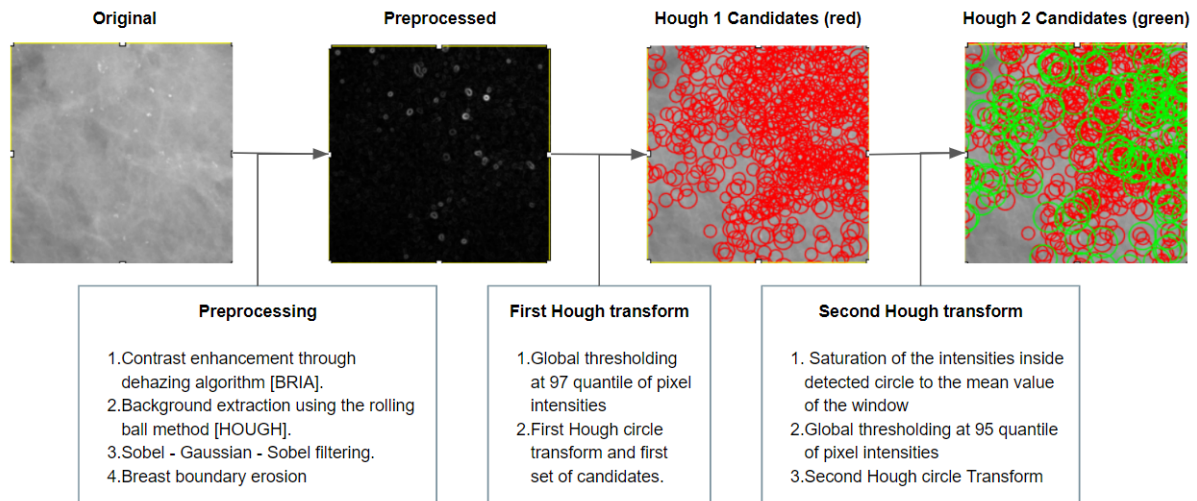 Original
Preprocessed
Hough 1 Candidates (red)
Hough 2 Candidates (green)
Preprocessing
1.Contrast enhancement through
dehazing algorithm [BRIA].
2.Background extraction using the rolling
ball method [HOUGH].
3.Sobel - Gaussian - Sobel filtering.
4.Breast boundary erosion
First Hough transform
1.Global thresholding
at 97 quantile of pixel
intensities
2.First Hough circle
transform and first
set of candidates.
Second Hough transform
1. Saturation of the intensities inside
detected circle to the mean value
of the window
2.Global thresholding at 95 quantile
of pixel intensities
3.Second Hough circle Transform